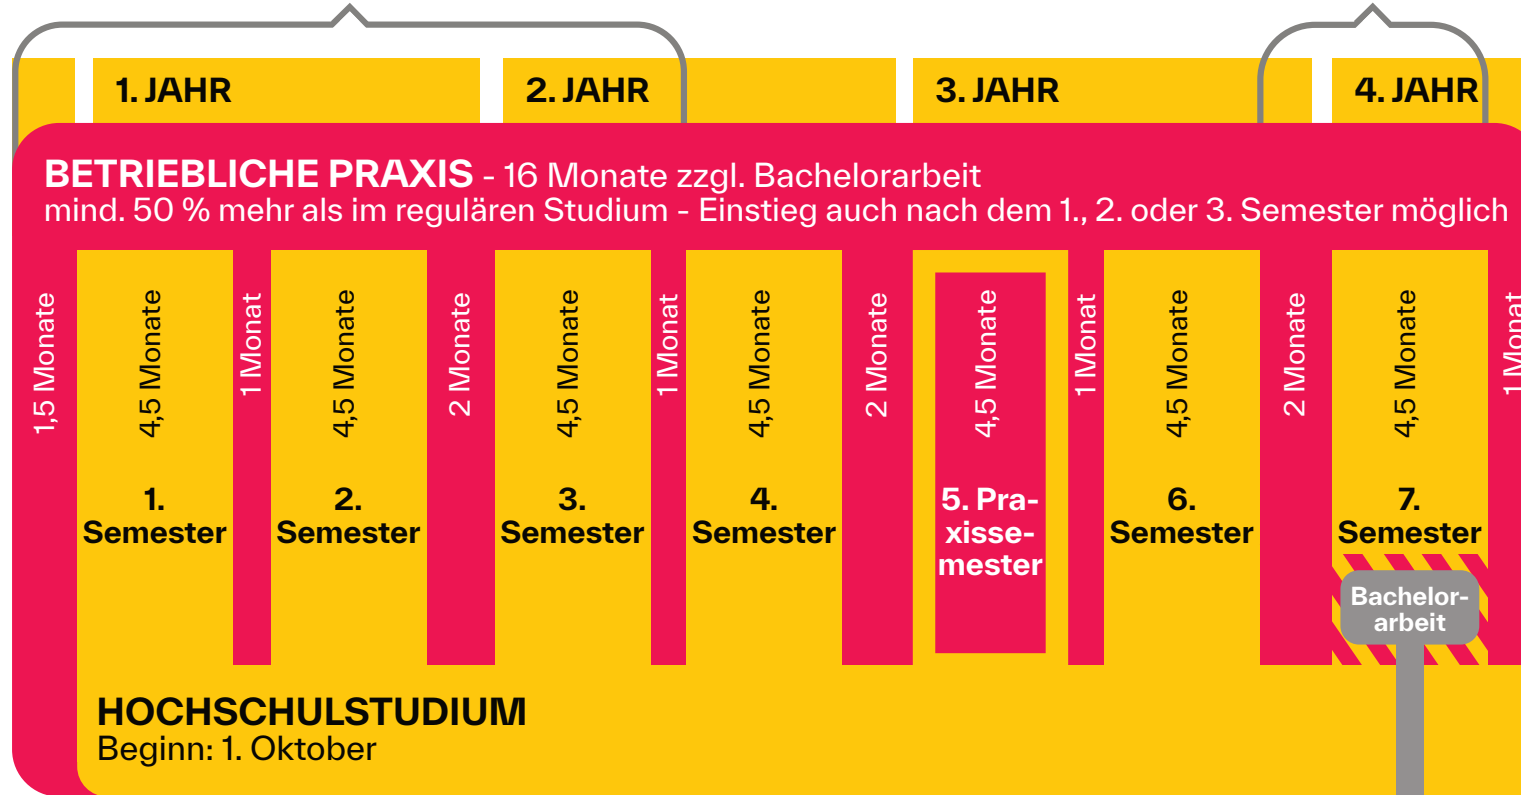 1. JAHR
2. JAHR
3. JAHR
4. JAHR
BETRIEBLICHE PRAXIS - 16 Monate zzgl. Bachelorarbeit
mind. 50 % mehr als im regulären Studium - Einstieg auch nach dem 1., 2. oder 3. Semester möglich
1,5 Monate
4,5 Monate
1 Monat
4,5 Monate
2 Monate
4,5 Monate
1 Monat
4,5 Monate
2 Monate
4,5 Monate
1 Monat
4,5 Monate
2 Monate
4,5 Monate
1 Monat
1.
Semester
2.
Semester
3.
Semester
4.
Semester
5. Pra-
xisse-
mester
6.
Semester
7.
Semester
Bachelor-
arbeit
HOCHSCHULSTUDIUM
Beginn: 1. Oktober